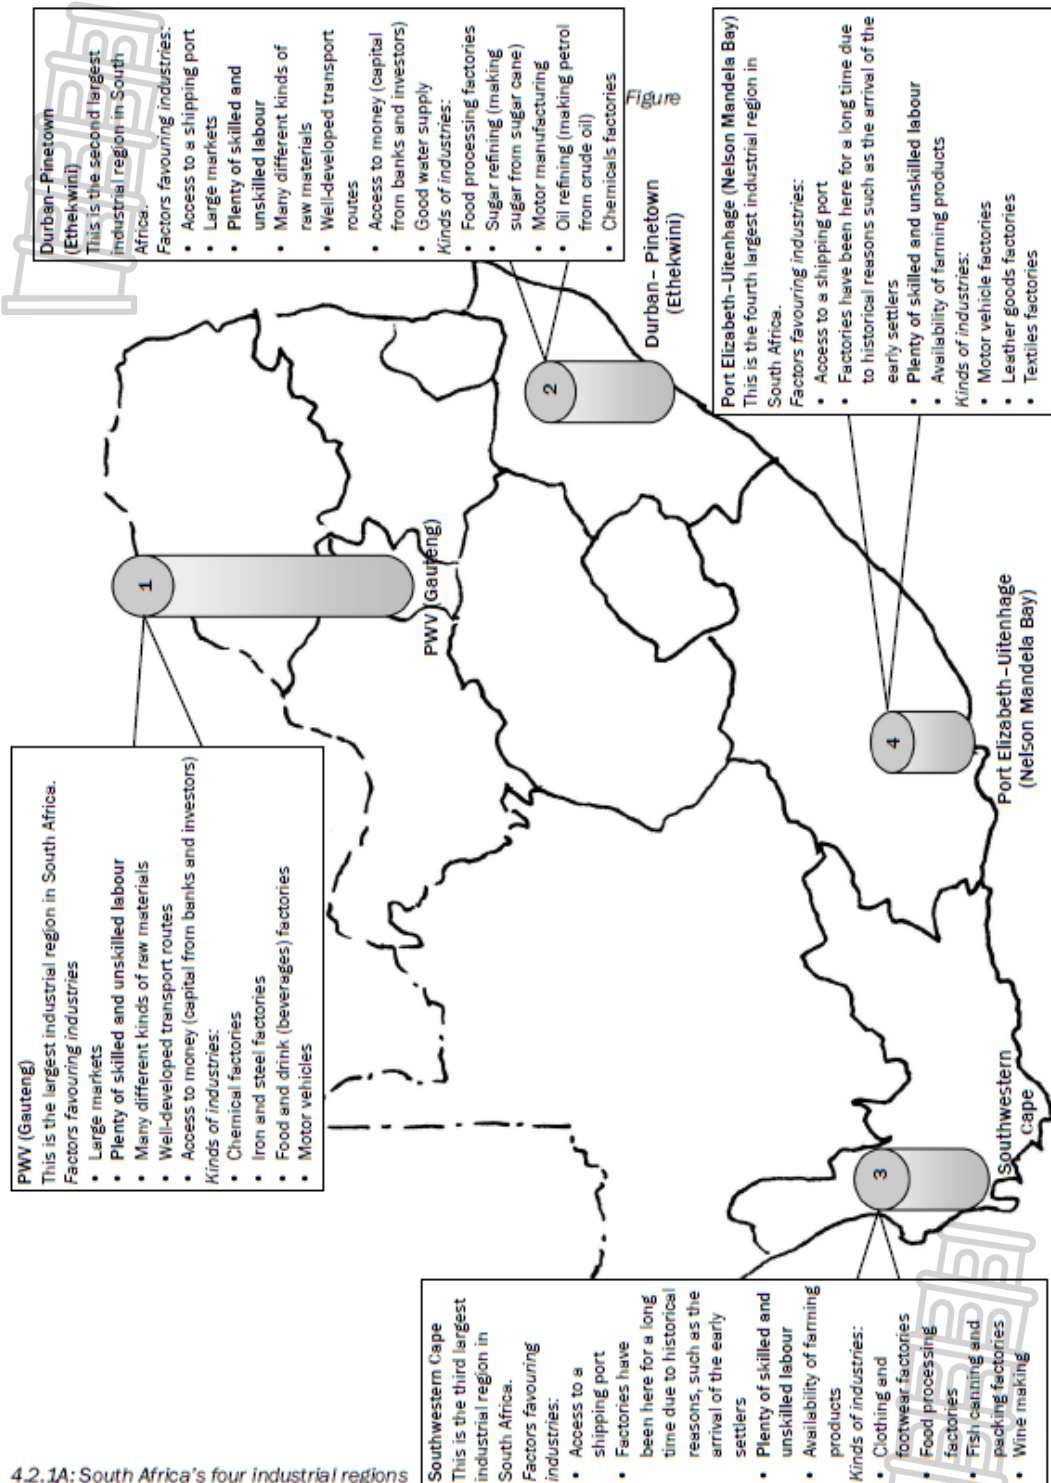 4.2.1A: South Africa's four industrial regions
Figure
PWV (Gauteng)
This is the largest industrial region in South Africa.
Factors favouring industries
• Large markets
• Plenty of skilled and unskilled labour
• Many different kinds of raw materials
• Well-developed transport routes
• Access to money (capital from banks and investors)
Kinds of industries:
• Chemical factories
• Iron and steel factories
• Food and drink (beverages) factories
• Motor vehicles
Durban–Pinetown
(Ethekwini)
This is the second largest
industrial region in South
Africa.
Factors favouring industries:
• Access to a shipping port
• Large markets
• Plenty of skilled and
unskilled labour
• Many different kinds of
raw materials
• Well-developed transport
routes
• Access to money (capital
from banks and investors)
• Good water supply
Kinds of industries:
• Food processing factories
• Sugar refining (making
sugar from sugar cane)
• Motor manufacturing
• Oil refining (making petrol
from crude oil)
• Chemicals factories
Southwestern Cape
This is the third largest
industrial region in
South Africa.
Factors favouring
industries:
• Access to a
shipping port
• Factories have
been here for a long
time due to historical
reasons, such as the
arrival of the early
settlers
• Plenty of skilled and
unskilled labour
• Availability of farming
products
Kinds of industries:
• Clothing and
footwear factories
• Food processing
factories
• Fish canning and
packing factories
• Wine making
Port Elizabeth–Uitenhage (Nelson Mandela Bay)
This is the fourth largest industrial region in
South Africa.
Factors favouring industries:
• Access to a shipping port
• Factories have been here for a long time due
to historical reasons such as the arrival of the
early settlers
• Plenty of skilled and unskilled labour
• Availability of farming products
Kinds of industries:
• Motor vehicle factories
• Leather goods factories
• Textiles factories
1
PWV (Gauteng)
2
Durban– Pinetown
(Ethekwini)
3
Southwestern
Cape
4
Port Elizabeth–Uitenhage
(Nelson Mandela Bay)